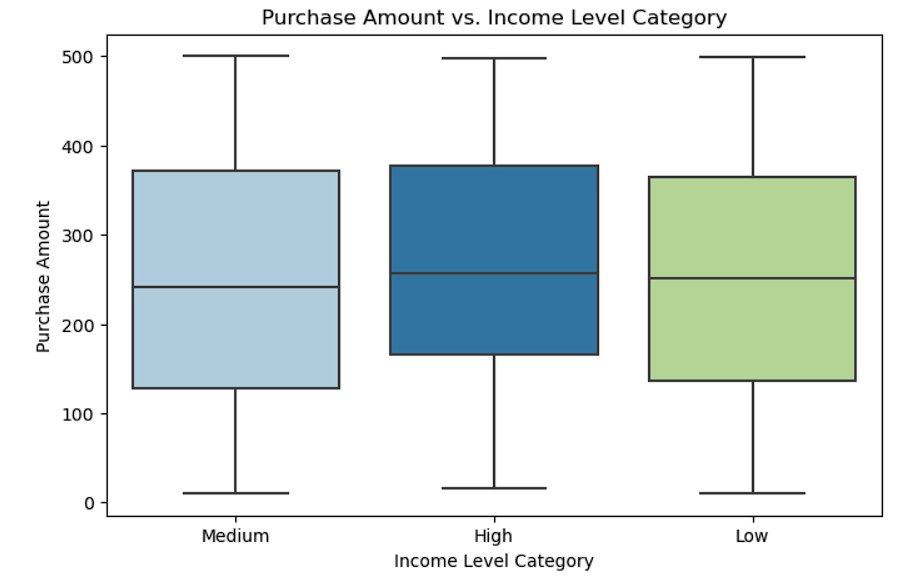 Purchase Amount vs. Income Level Category
500
400
300
200
100
0
Purchase Amount
Medium High Low
Income Level Category